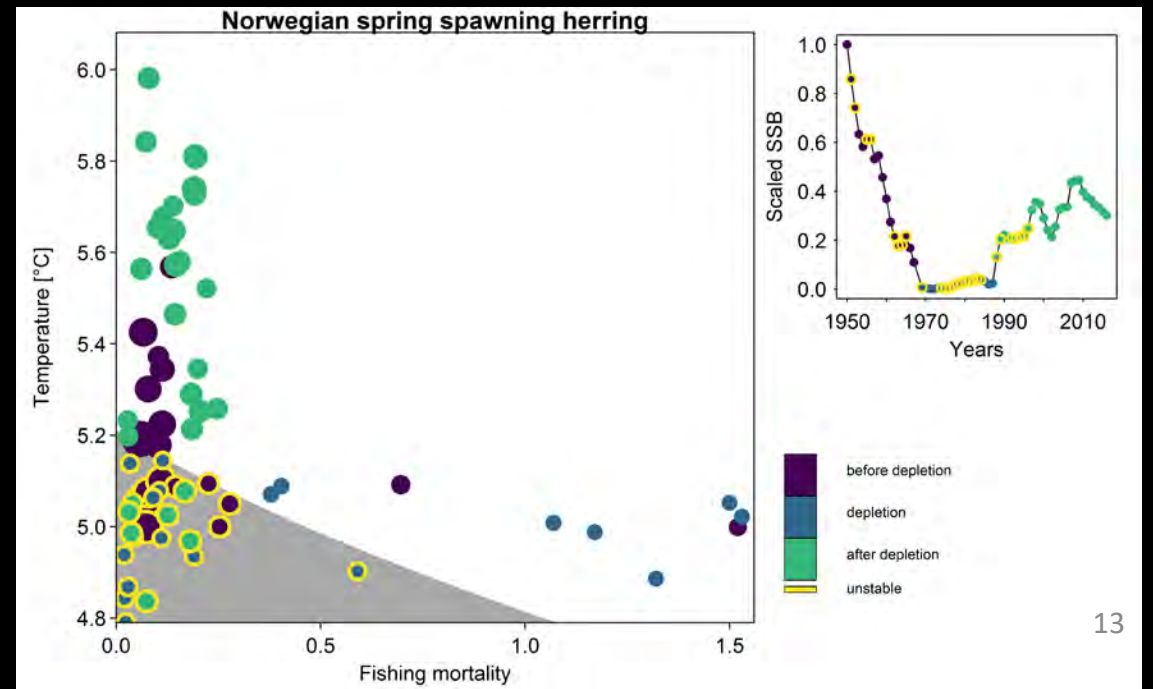 Norwegian spring spawning herring
6.0
5.8
5.6
5.4
5.2
5.0
4.8
Temperature [°C]
0.0 0.5 1.0 1.5
Fishing mortality
1.0
0.8
0.6
0.4
0.2
0.0
Scaled SSB
1950 1970 1990 2010
Years
before depletion
depletion
after depletion
unstable
13